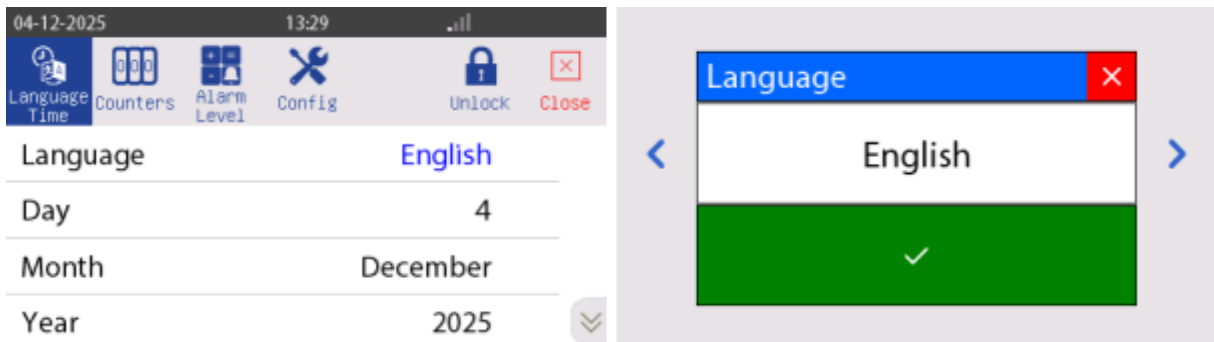 04-12-2025 13:29
Language Time
Counters
Alarm Level
Config
Unlock
Close
Language English
Day 4
Month December
Year 2025
Language
English